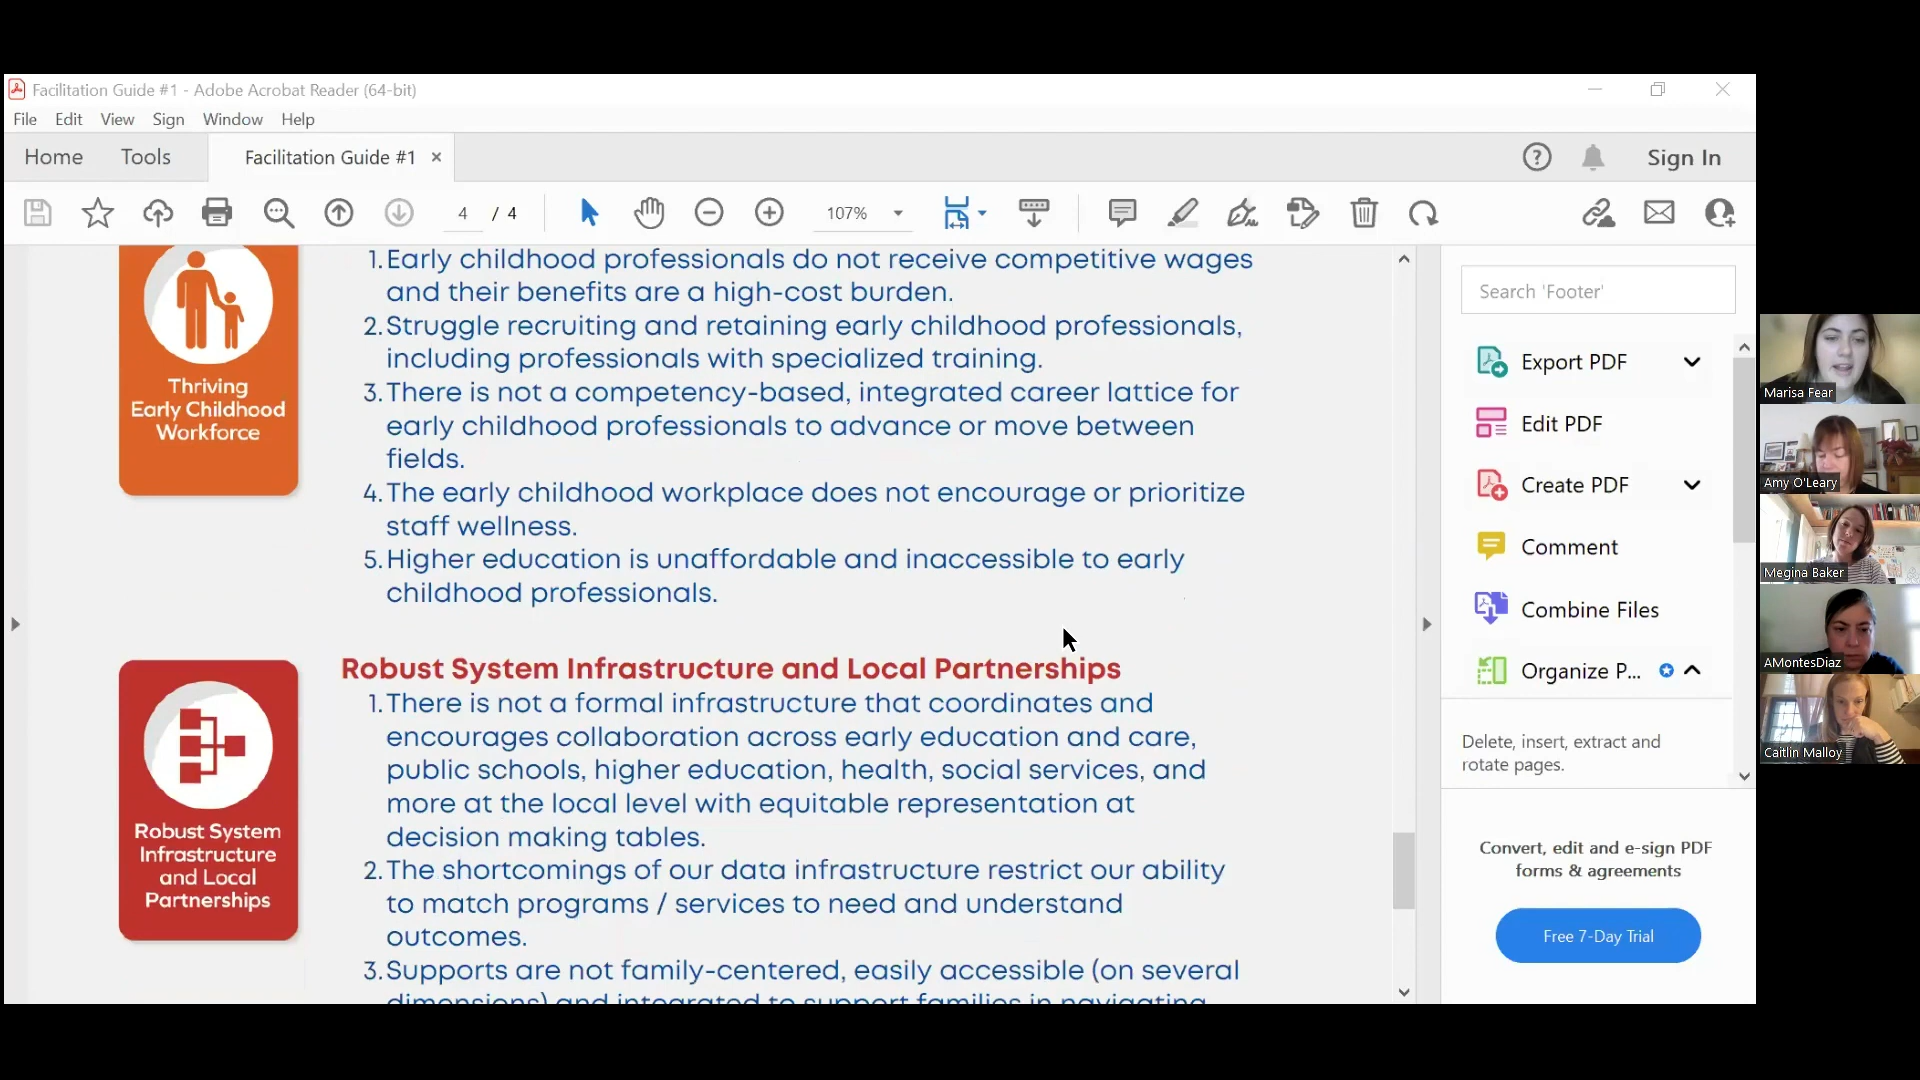 Facilitation Guide #1 - Adobe Acrobat Reader (64-bit)
File Edit View Sign Window Help
Home Tools Facilitation Guide #1 × Sign In
4 / 4 107%
1. Early childhood professionals do not receive competitive wages
and their benefits are a high-cost burden.
2. Struggle recruiting and retaining early childhood professionals,
including professionals with specialized training.
3. There is not a competency-based, integrated career lattice for
early childhood professionals to advance or move between
fields.
4. The early childhood workplace does not encourage or prioritize
staff wellness.
5. Higher education is unaffordable and inaccessible to early
childhood professionals.
Thriving
Early Childhood
Workforce
Robust System Infrastructure and Local Partnerships
1. There is not a formal infrastructure that coordinates and
encourages collaboration across early education and care,
public schools, higher education, health, social services, and
more at the local level with equitable representation at
decision making tables.
2. The shortcomings of our data infrastructure restrict our ability
to match programs / services to need and understand
outcomes.
3. Supports are not family-centered, easily accessible (on several
dimensions) and integrated to support families in navigating
Robust System
Infrastructure
and Local
Partnerships
Search 'Footer'
Export PDF
Edit PDF
Create PDF
Comment
Combine Files
Organize P...
Delete, insert, extract and
rotate pages.
Convert, edit and e-sign PDF
forms & agreements
Free 7-Day Trial
Marisa Fear
Amy O'Leary
Megina Baker
AMontesDiaz
Caitlin Malloy